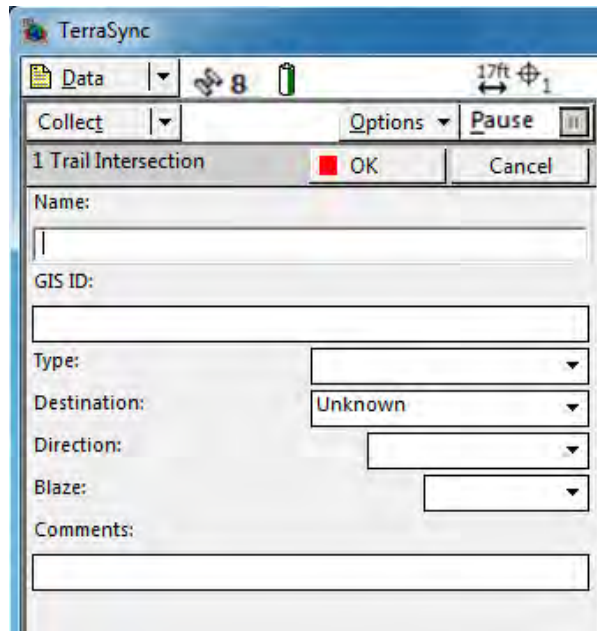 TerraSync
Data 8 17ft 1
Collect Options Pause
1 Trail Intersection OK Cancel
Name:
GIS ID:
Type:
Destination: Unknown
Direction:
Blaze:
Comments: